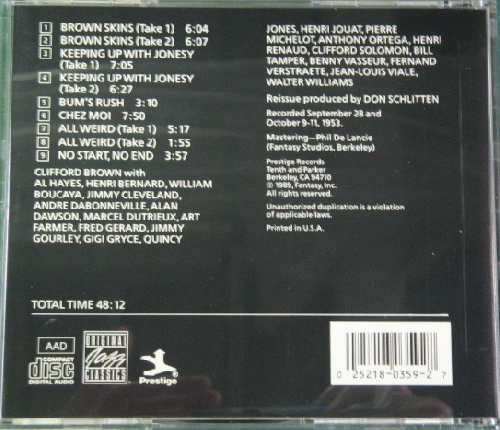 1 BROWN SKINS (Take 1) 6:04
2 BROWN SKINS (Take 2) 6:07
3 KEEPING UP WITH JONESY
(Take 1) 7:05
4 KEEPING UP WITH JONESY
(Take 2) 6:27
5 BUM'S RUSH 3:10
6 CHEZ MOI 7:50
7 ALL WEIRD (Take 1) 5:17
8 ALL WEIRD (Take 2) 1:55
9 NO START, NO END 3:57
CLIFFORD BROWN with
AL HAYES, HENRI BERNARD, WILLIAM
BOUCAYA, JIMMY CLEVELAND,
ANDRE DABONNEVILLE, ALAN
DAWSON, MARCEL DUTRIEUX, ART
FARMER, FRED GERARD, JIMMY
GOURLEY, GIGI GRYCE, QUINCY
JONES, HENRI JOUAT, PIERRE
MICHELOT, ANTHONY ORTEGA, HENRI
RENAUD, CLIFFORD SOLOMON, BILL
TAMPER, BENNY VASSEUR, FERNAND
VERSTRAETE, JEAN-LOUIS VIALE,
WALTER WILLIAMS
Reissue produced by DON SCHLITTEN
Recorded September 28 and
October 9-11, 1953.
Mastering—Phil De Lancie
(Fantasy Studios, Berkeley)
Prestige Records
Tenth and Parker
Berkeley, CA 94710
© 1989, Fantasy, Inc.
All rights reserved.
Unauthorized duplication is a violation
of applicable laws.
Printed in U.S.A.
TOTAL TIME 48:12
AAD
COMPACT
disc
DIGITAL AUDIO
ORIGINAL
Jazz
CLASSICS
Prestige
0 25218-0359-2 7